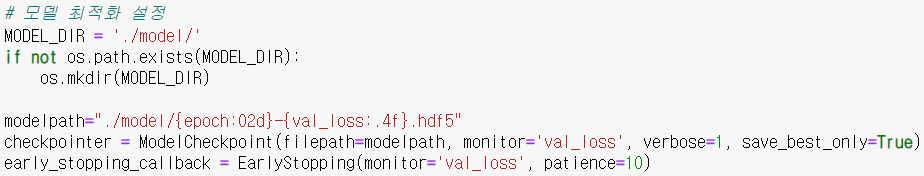 # 모델 최적화 설정
MODEL_DIR = './model/'
if not os.path.exists(MODEL_DIR):
    os.mkdir(MODEL_DIR)

modelpath="./model/{epoch:02d}-{val_loss:.4f}.hdf5"
checkpointer = ModelCheckpoint(filepath=modelpath, monitor='val_loss', verbose=1, save_best_only=True)
early_stopping_callback = EarlyStopping(monitor='val_loss', patience=10)